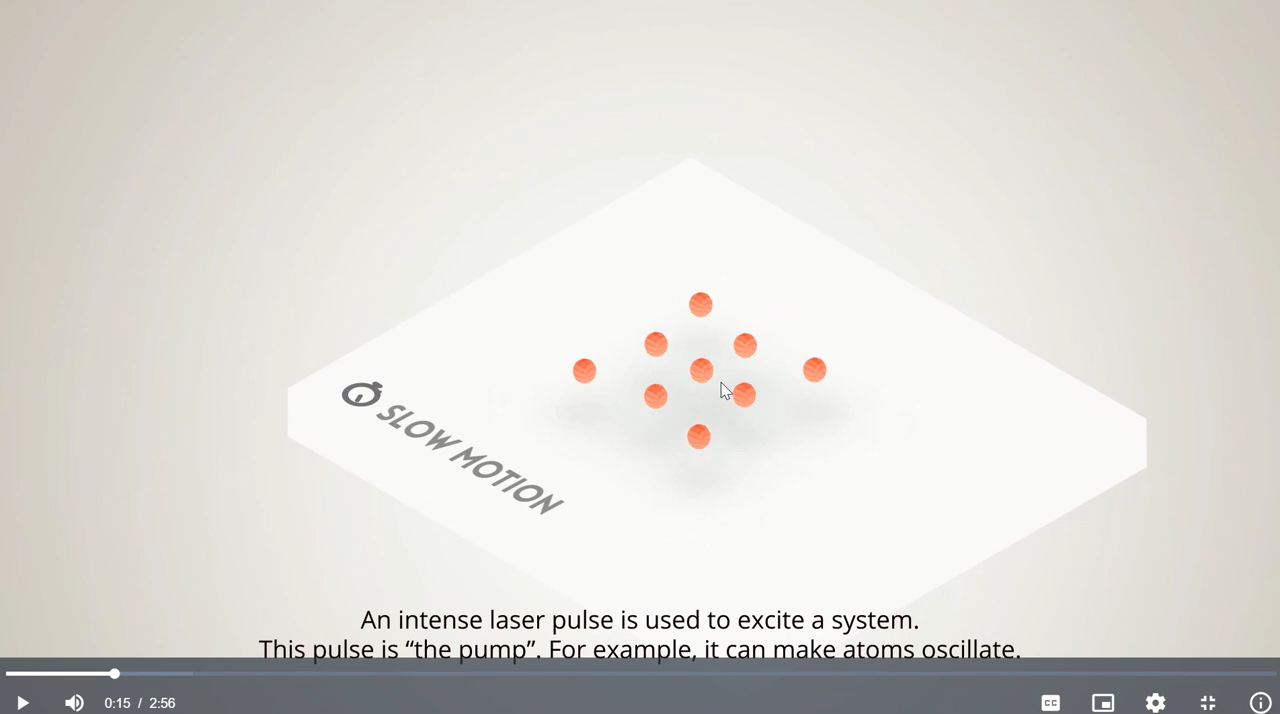 SLOW MOTION
An intense laser pulse is used to excite a system.
This pulse is “the pump”. For example, it can make atoms oscillate.
0:15 / 2:56
CC